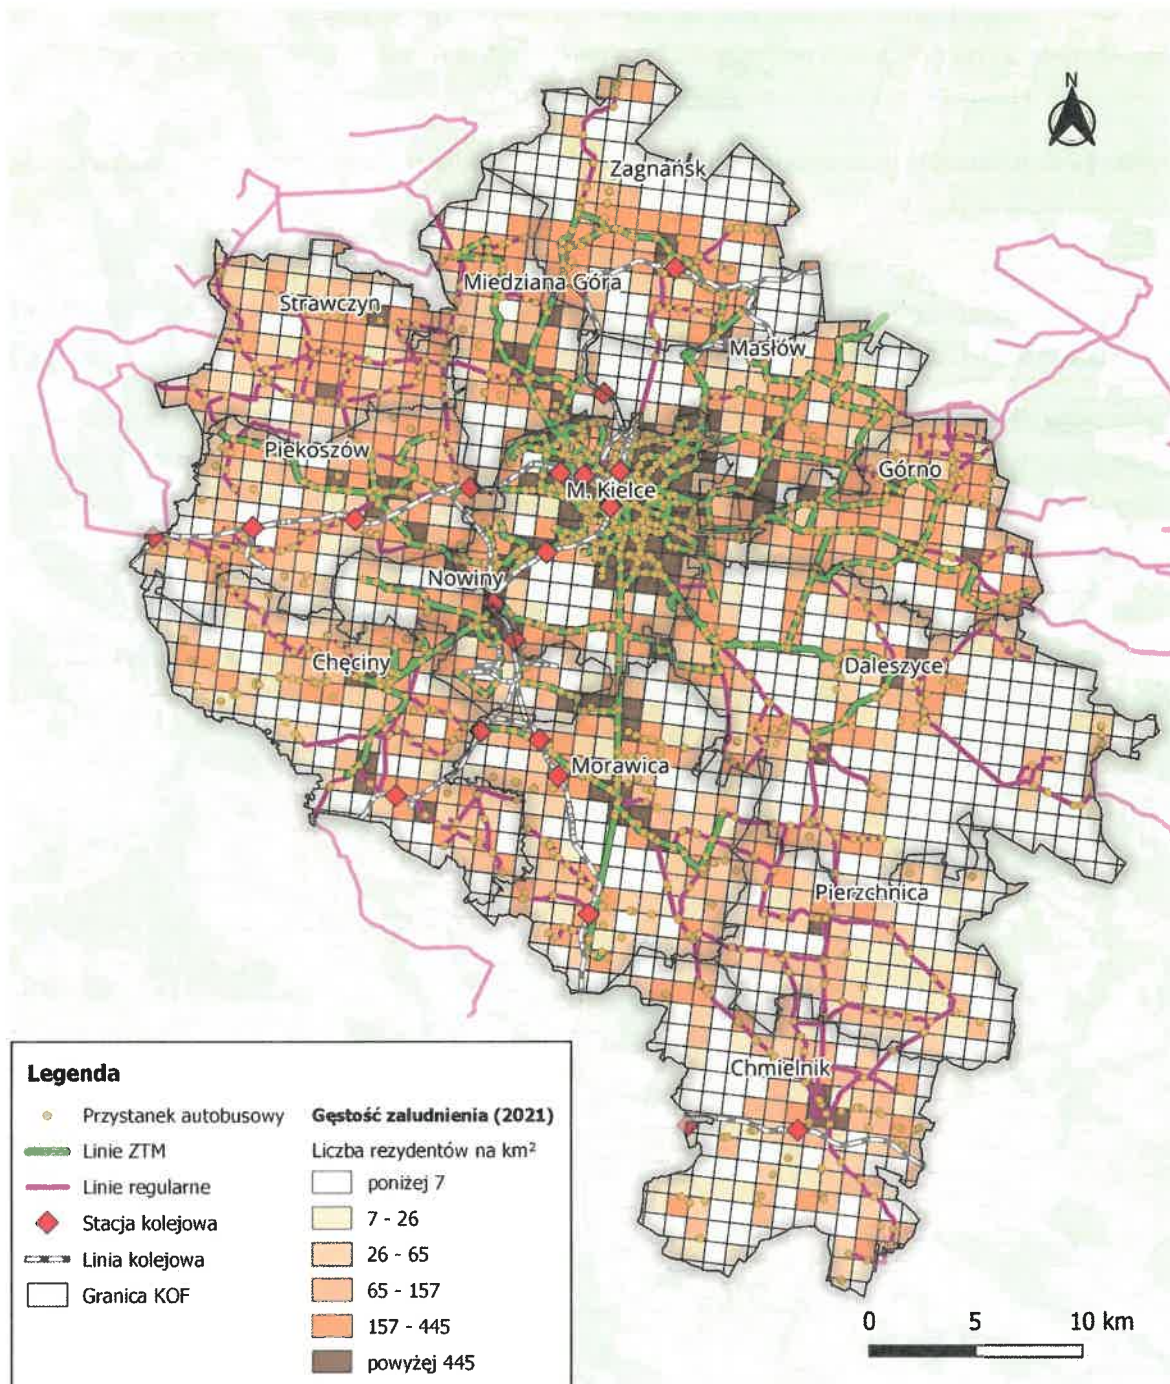 N
Zagnańsk
Miedziana Góra
Strawczyn
Masłów
Piekoszów
Górno
M. Kielce
Nowiny
Chęciny
Daleszyce
Morawica
Pierzchnica
Chmielnik
Legenda
Przystanek autobusowy
Linie ZTM
Linie regularne
Stacja kolejowa
Linia kolejowa
Granica KOF
Gęstość zaludnienia (2021)
Liczba rezydentów na km²
poniżej 7
7 - 26
26 - 65
65 - 157
157 - 445
powyżej 445
0 5 10 km